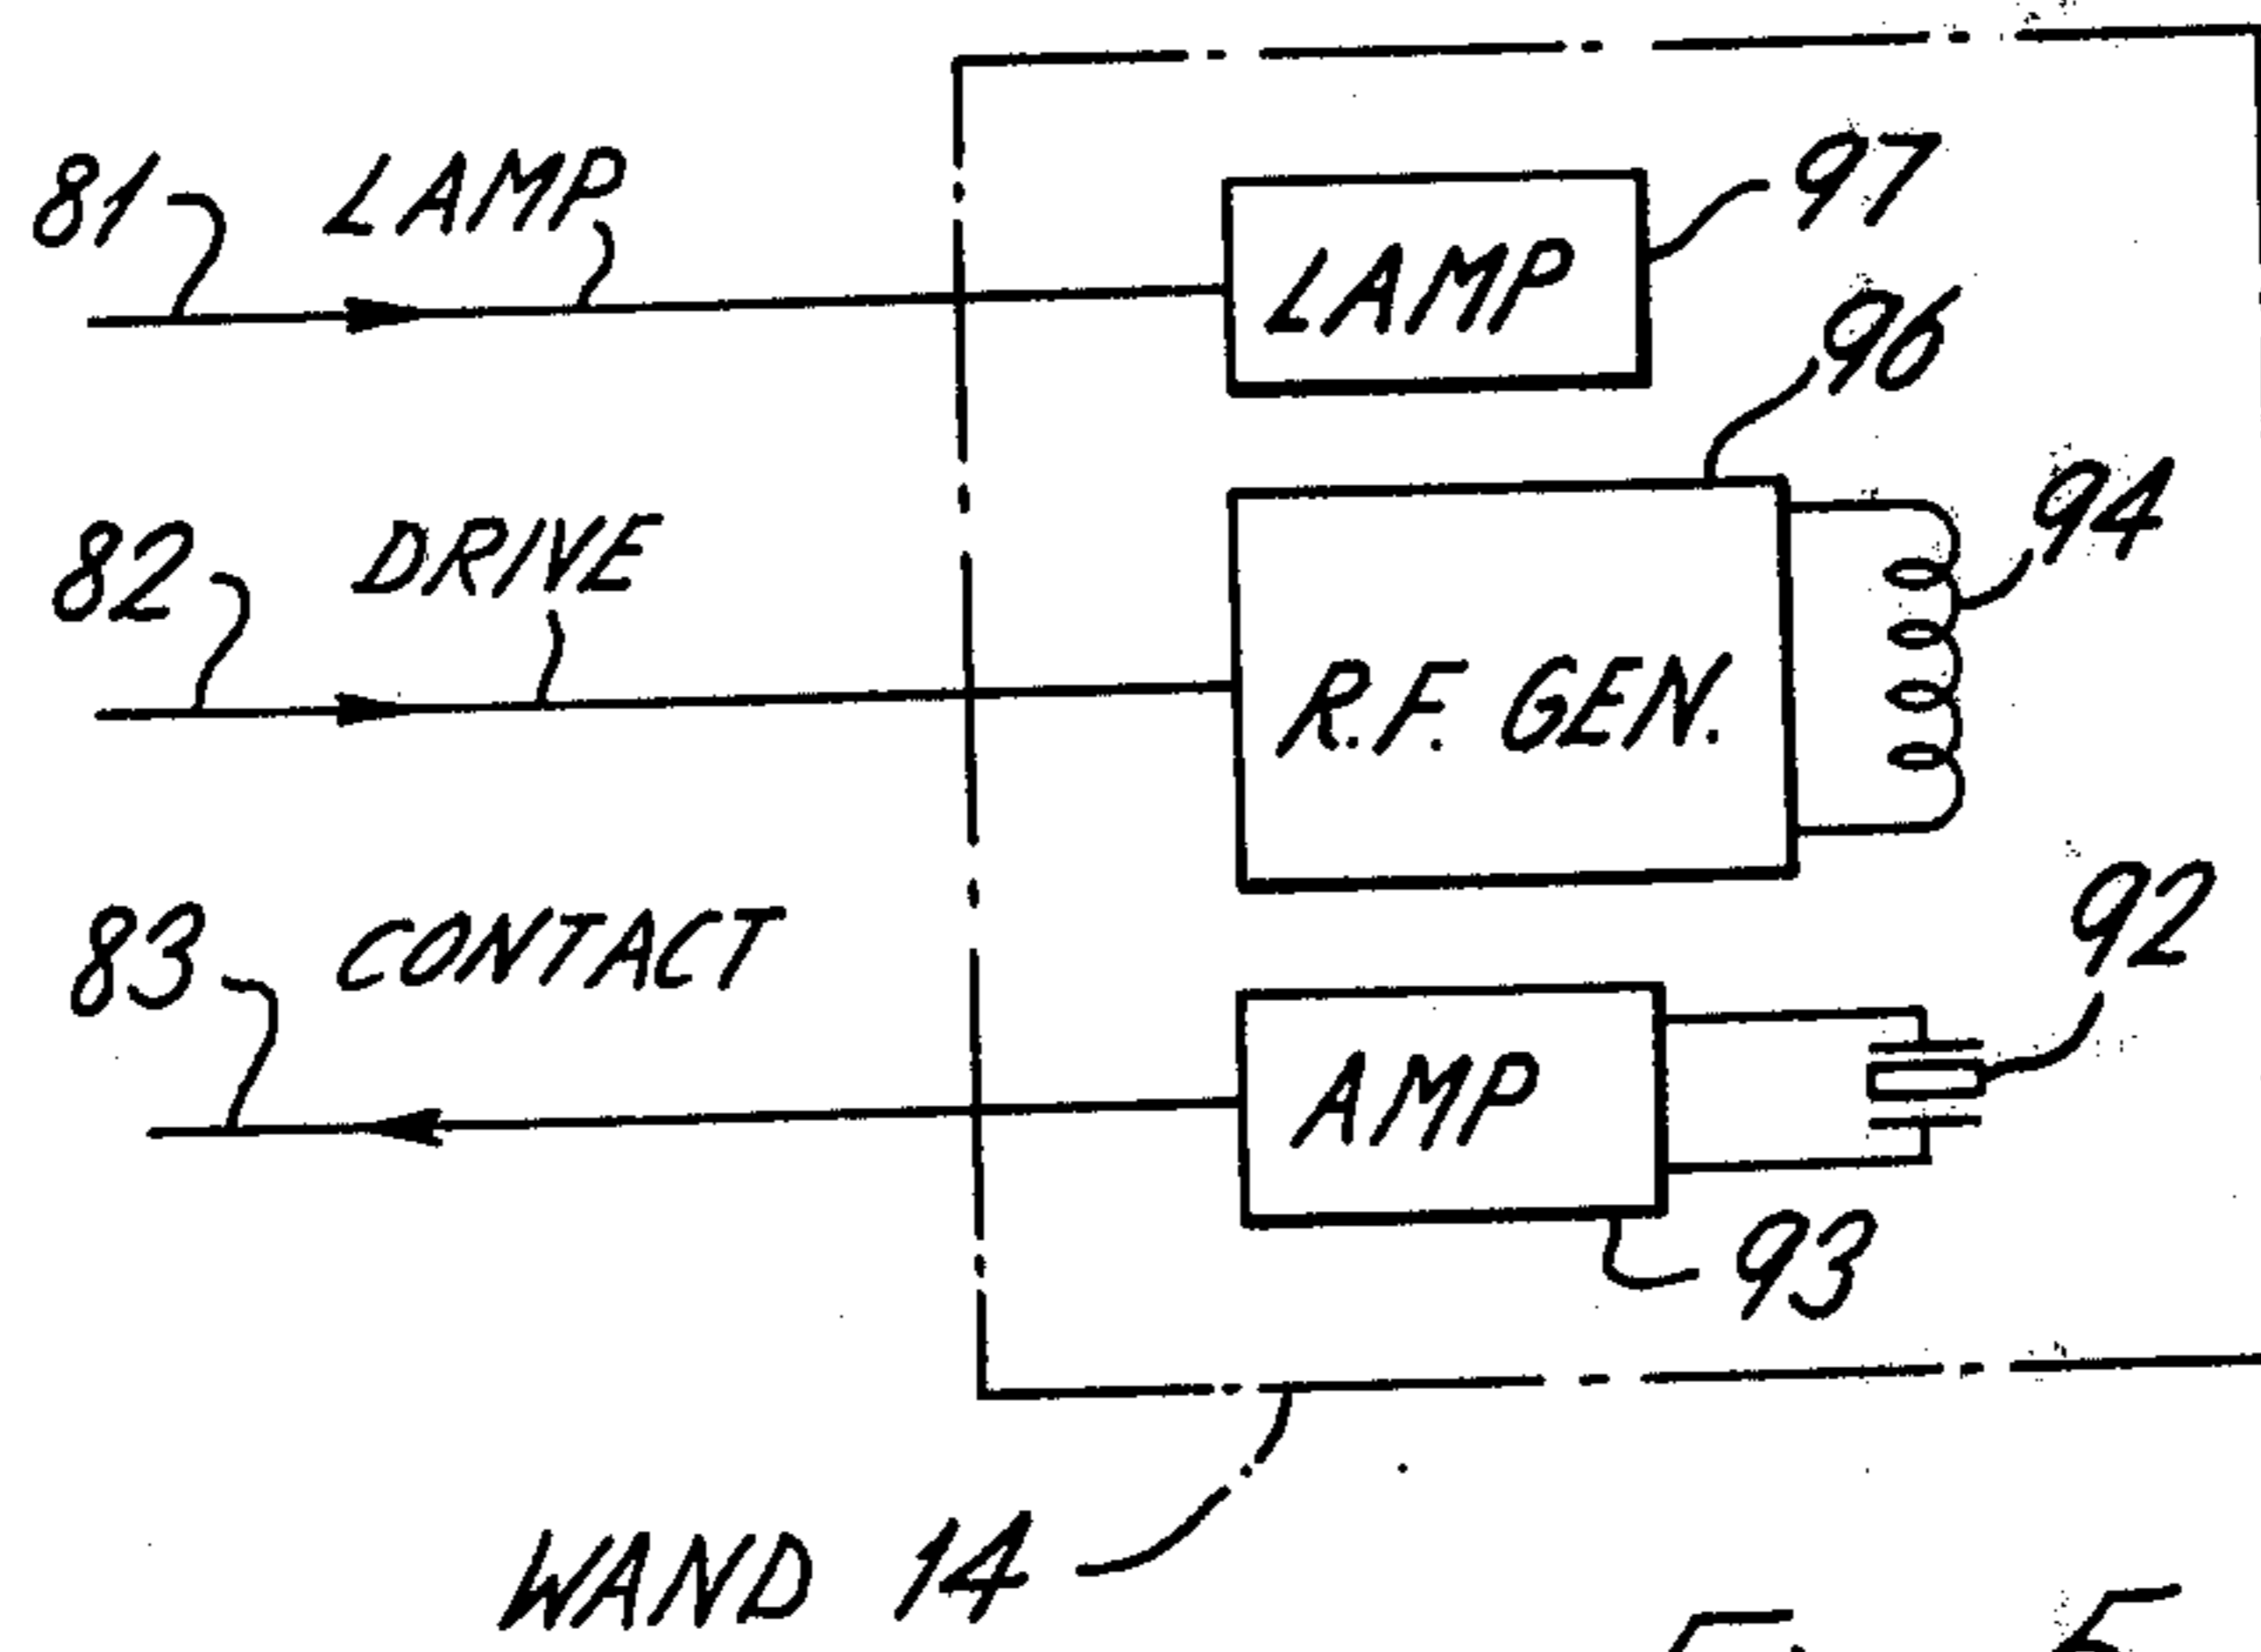 81 LAMP
LAMP 97
96
82 DRIVE
R.F. GEN. 94
83 CONTACT
AMP 92
93
WAND 14